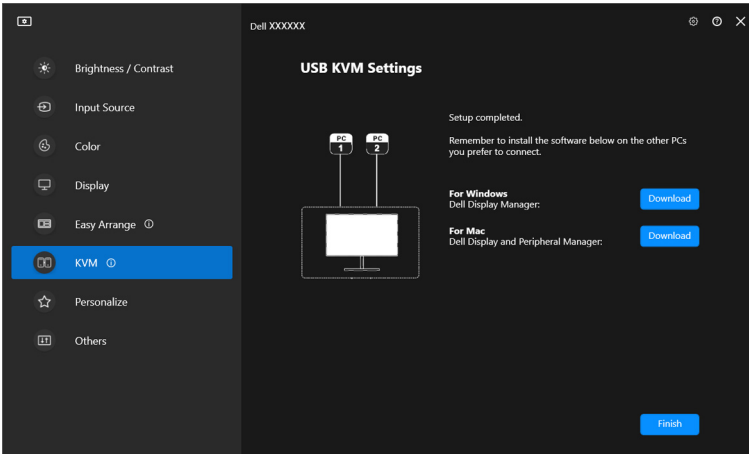 Dell XXXXXX
Brightness / Contrast
Input Source
Color
Display
Easy Arrange
KVM
Personalize
Others
USB KVM Settings
PC 1
PC 2
Setup completed.
Remember to install the software below on the other PCs
you prefer to connect.
For Windows
Dell Display Manager:
Download
For Mac
Dell Display and Peripheral Manager:
Download
Finish